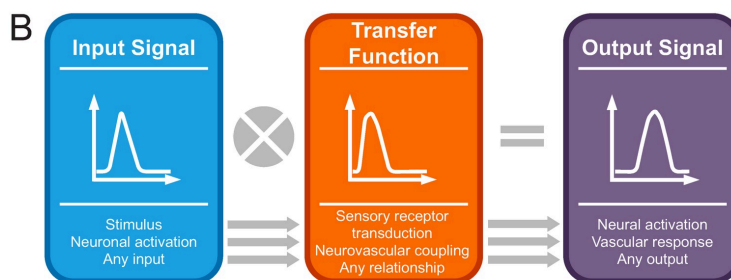 B
Input Signal
Stimulus
Neuronal activation
Any input
Transfer
Function
Sensory receptor
transduction
Neurovascular coupling
Any relationship
Output Signal
Neural activation
Vascular response
Any output